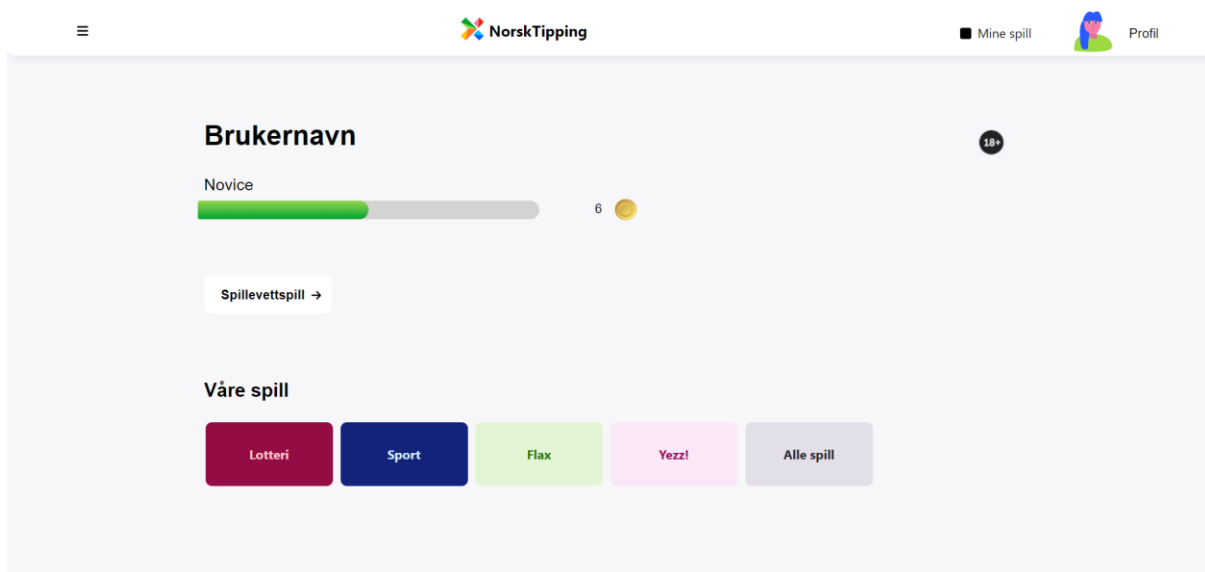 NorskTipping
Mine spill
Profil
Brukernavn
18+
Novice
6
Spillevettspill →
Våre spill
Lotteri
Sport
Flax
Yezz!
Alle spill